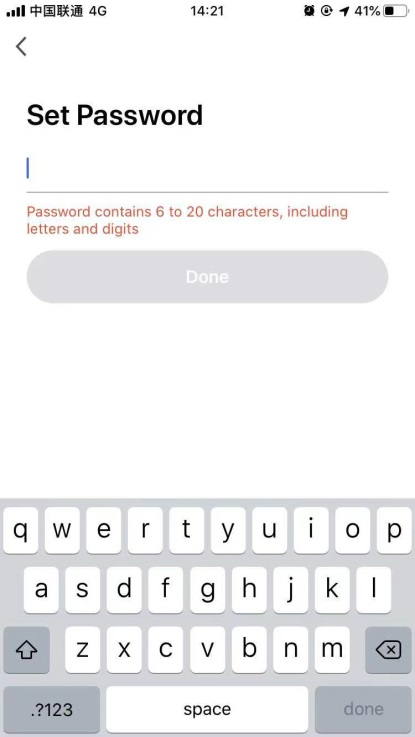 中国联通 4G 14:21 41%
Set Password
Password contains 6 to 20 characters, including
letters and digits
Done
q w e r t y u i o p
a s d f g h j k l
z x c v b n m
.?123 space done